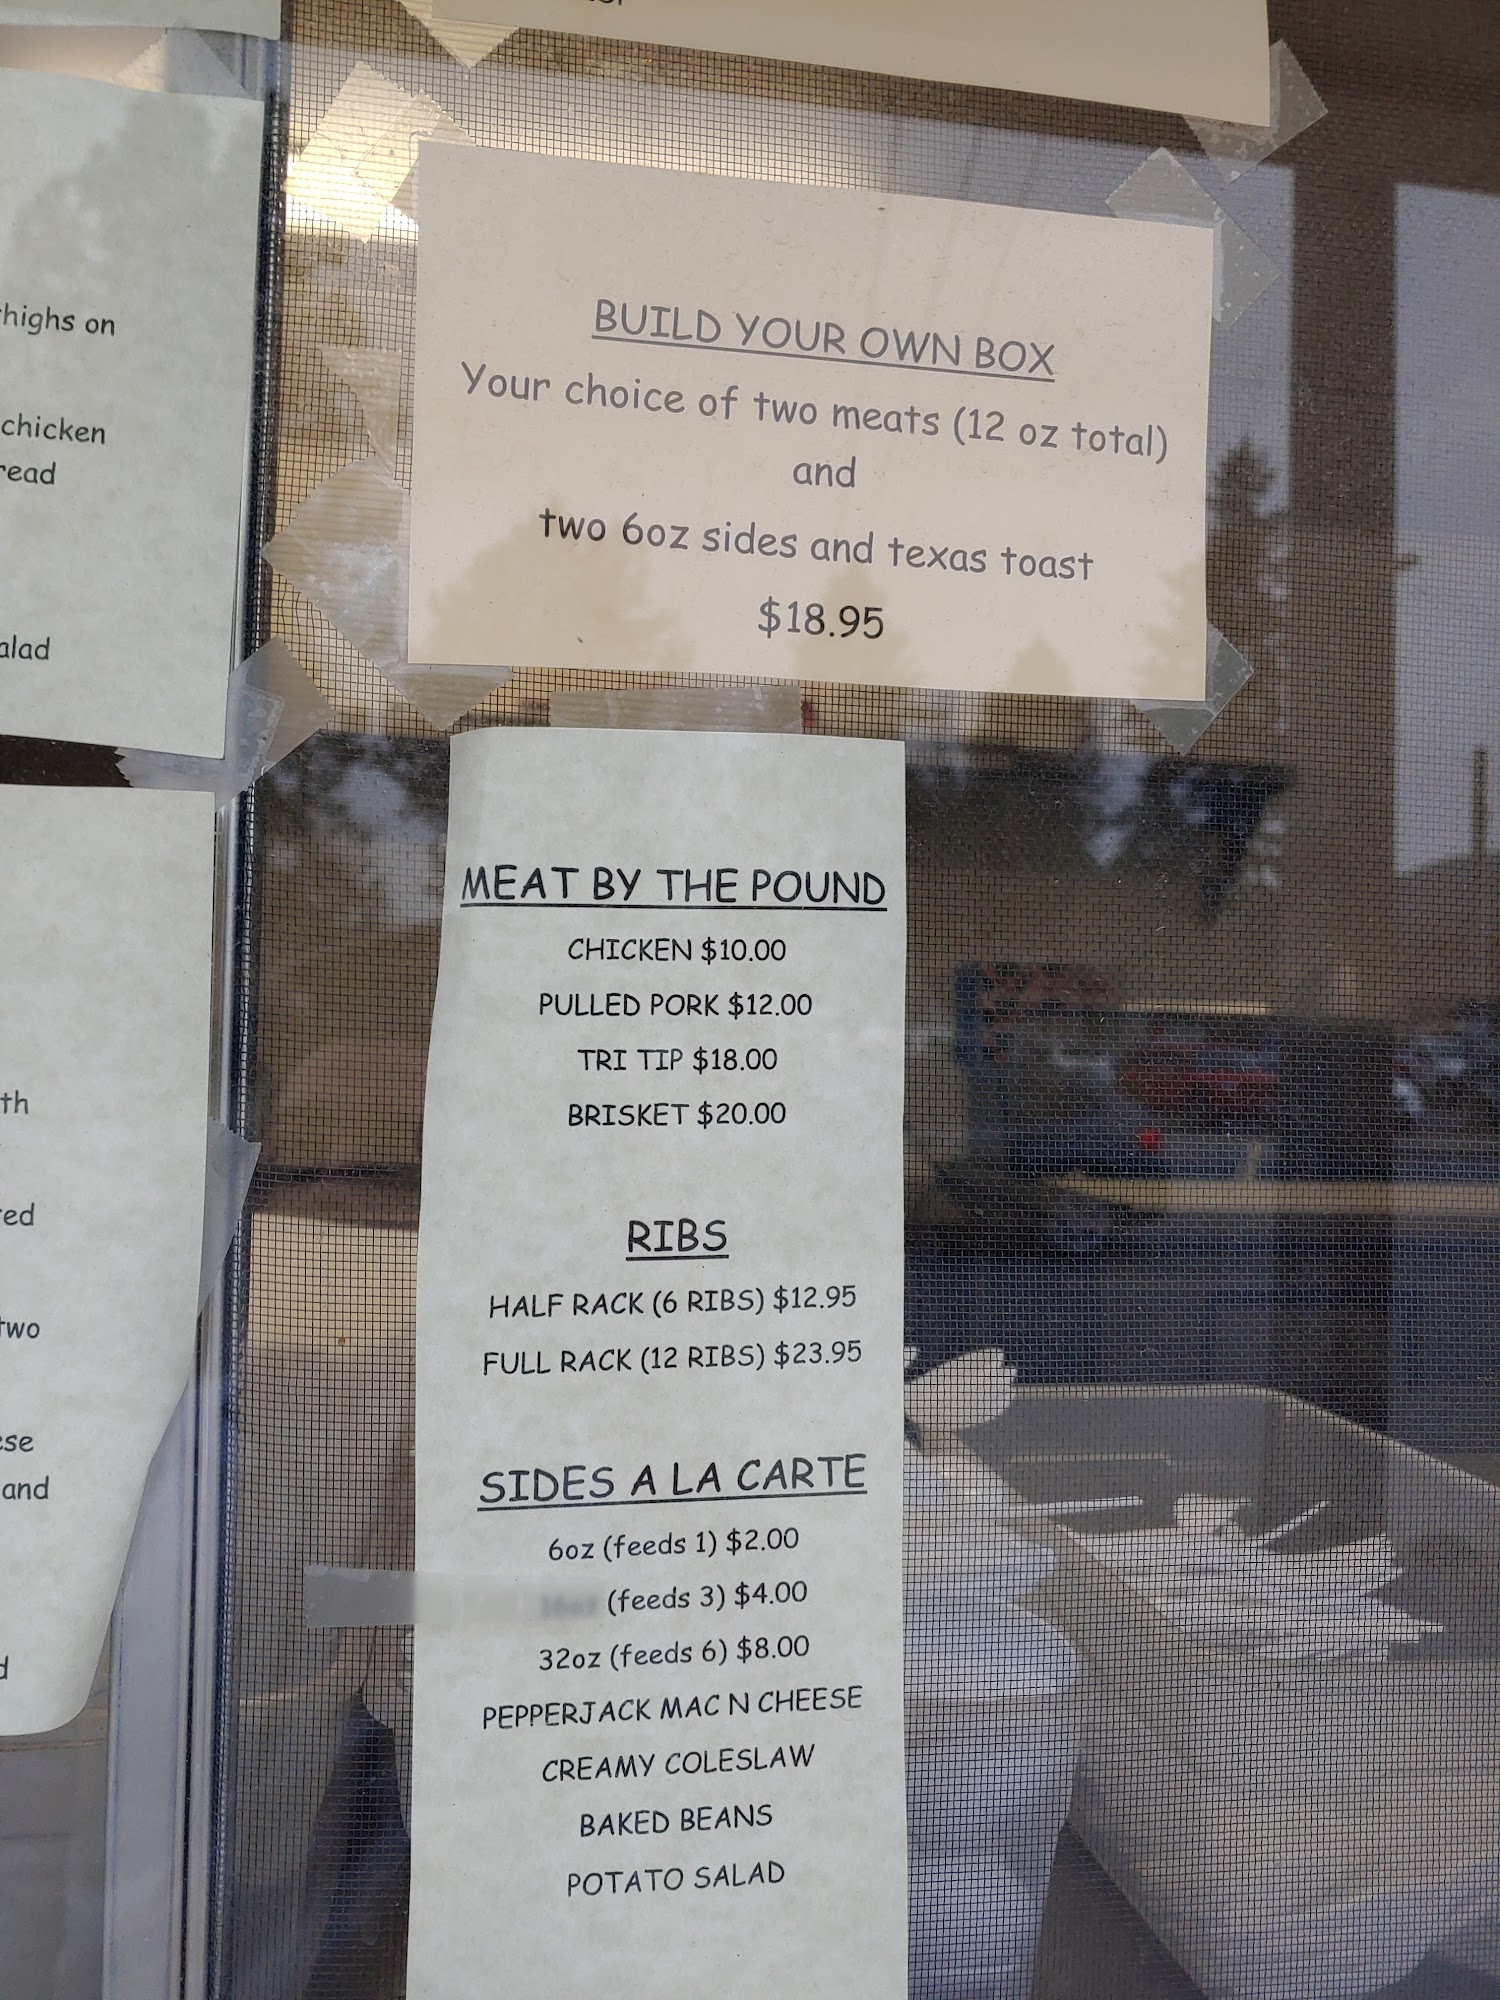 highs on
chicken
read
alad
th
ed
two
ese
and
d
BUILD YOUR OWN BOX
Your choice of two meats (12 oz total)
and
two 6oz sides and texas toast
$18.95
MEAT BY THE POUND
CHICKEN $10.00
PULLED PORK $12.00
TRI TIP $18.00
BRISKET $20.00
RIBS
HALF RACK (6 RIBS) $12.95
FULL RACK (12 RIBS) $23.95
SIDES A LA CARTE
6oz (feeds 1) $2.00
(feeds 3) $4.00
32oz (feeds 6) $8.00
PEPPERJACK MAC N CHEESE
CREAMY COLESLAW
BAKED BEANS
POTATO SALAD